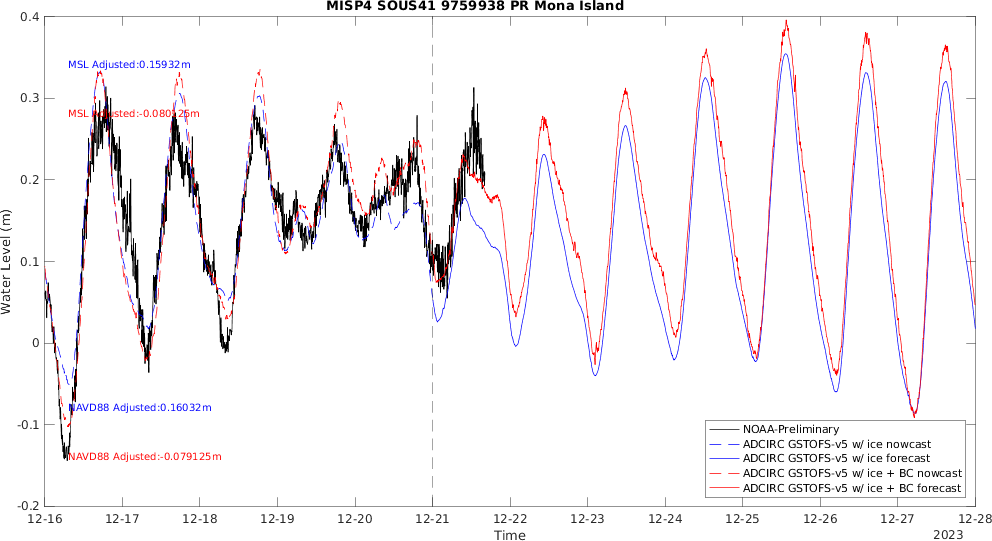 MISP4 SOUS41 9759938 PR Mona Island
0.4
0.3
0.2
0.1
0
-0.1
-0.2
Water Level (m)
MSL Adjusted:0.15932m
MSL Adjusted:-0.080125m
NAVD88 Adjusted:0.16032m
NAVD88 Adjusted:-0.079125m
NOAA-Preliminary
ADCIRC GSTOFS-v5 w/ ice nowcast
ADCIRC GSTOFS-v5 w/ ice forecast
ADCIRC GSTOFS-v5 w/ ice + BC nowcast
ADCIRC GSTOFS-v5 w/ ice + BC forecast
12-16 12-17 12-18 12-19 12-20 12-21 12-22 12-23 12-24 12-25 12-26 12-27 12-28
Time
2023